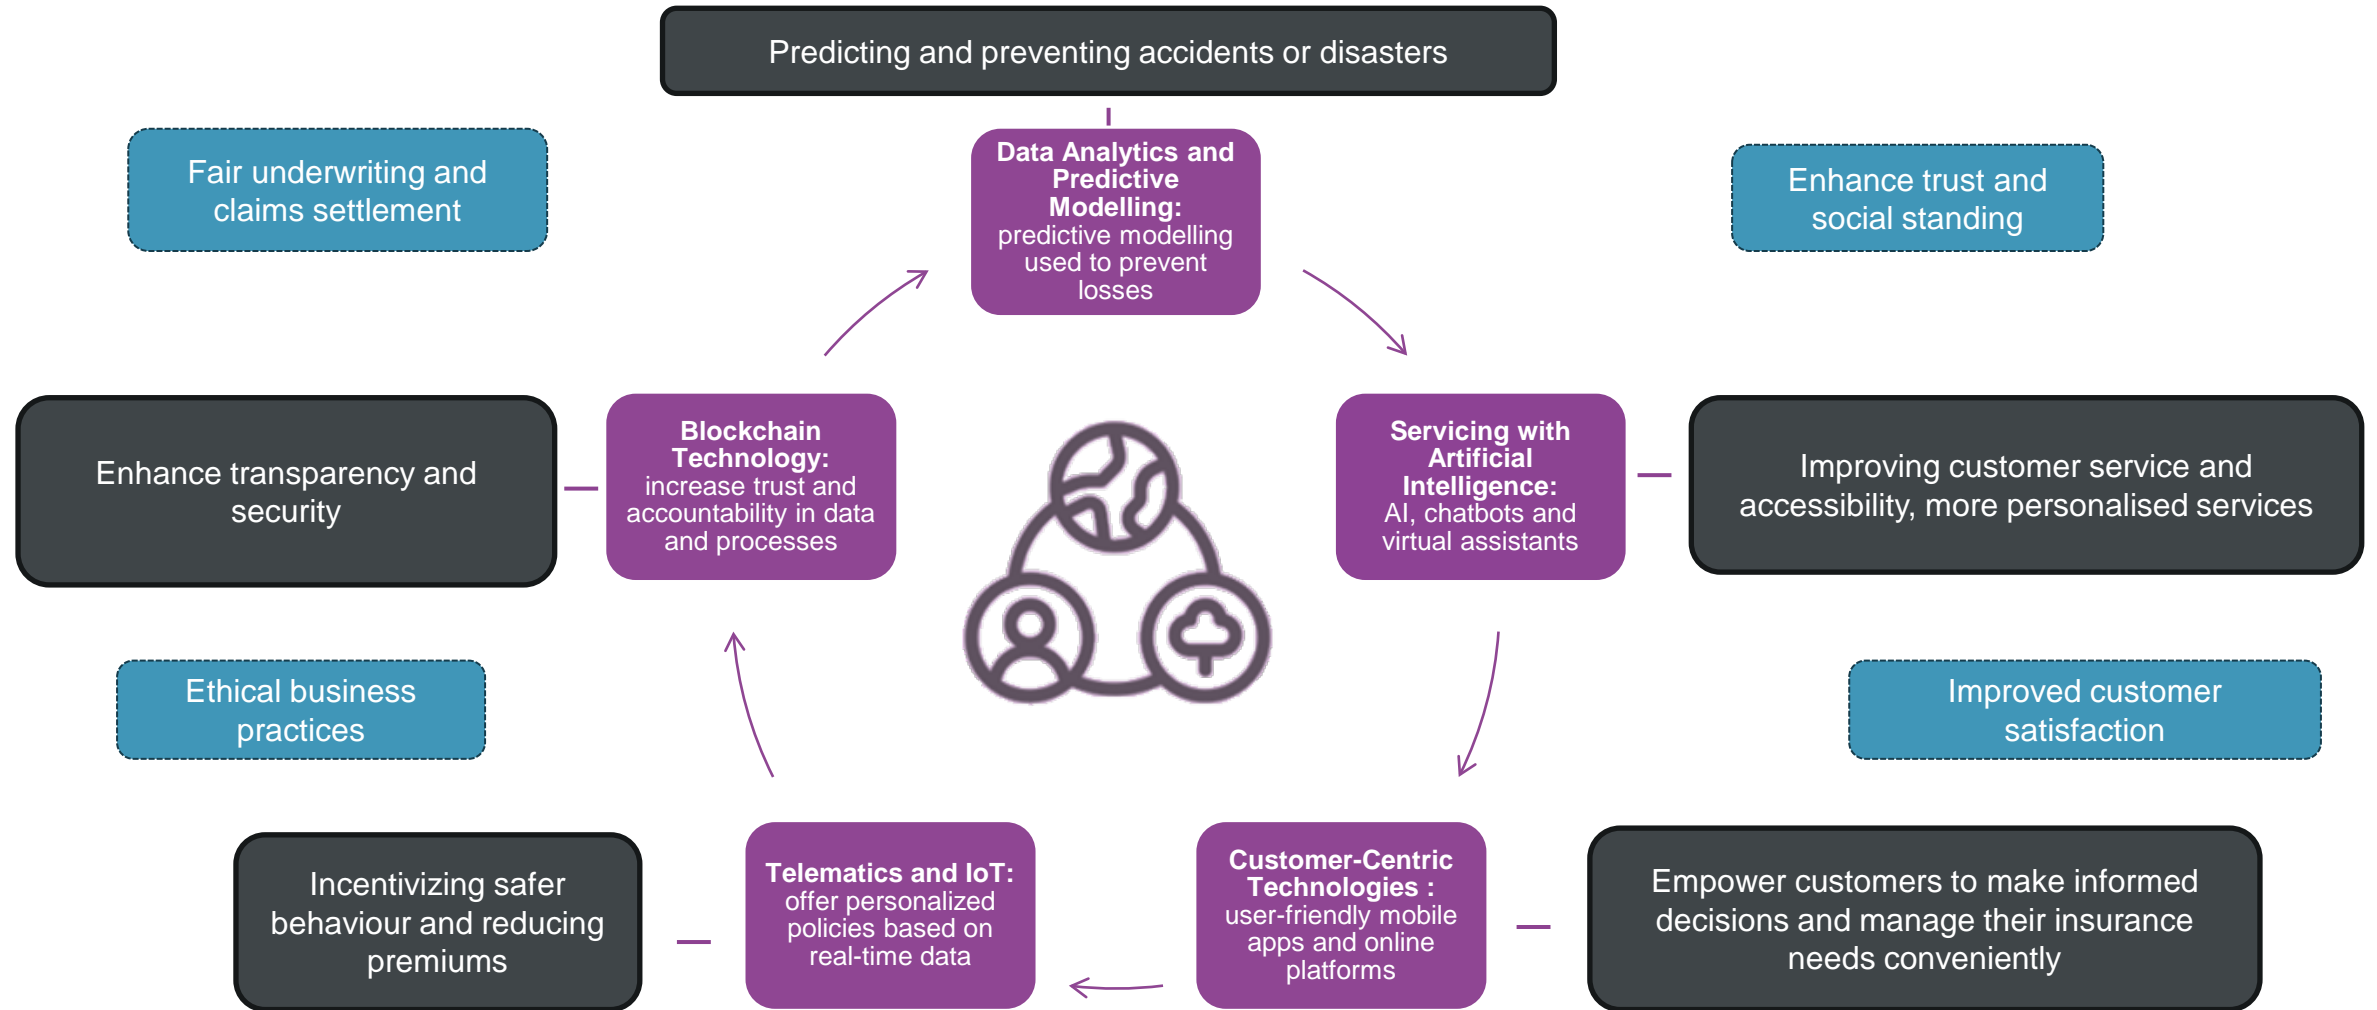 Predicting and preventing accidents or disasters
Fair underwriting and
claims settlement
Data Analytics and
Predictive
Modelling:
predictive modelling
used to prevent
losses
Enhance trust and
social standing
Enhance transparency and
security
Blockchain
Technology:
increase trust and
accountability in data
and processes
Servicing with
Artificial
Intelligence:
AI, chatbots and
virtual assistants
Improving customer service and
accessibility, more personalised services
Ethical business
practices
Improved customer
satisfaction
Incentivizing safer
behaviour and reducing
premiums
Telematics and IoT:
offer personalized
policies based on
real-time data
Customer-Centric
Technologies :
user-friendly mobile
apps and online
platforms
Empower customers to make informed
decisions and manage their insurance
needs conveniently